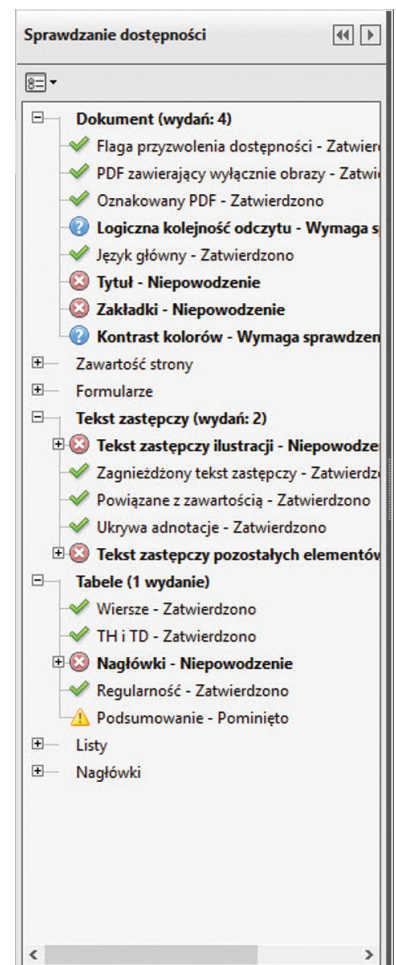 Sprawdzanie dostępności
Dokument (wydań: 4)
Flaga przyzwolenia dostępności - Zatwier
PDF zawierający wyłącznie obrazy - Zatwi
Oznakowany PDF - Zatwierdzono
Logiczna kolejność odczytu - Wymaga s
Język główny - Zatwierdzono
Tytuł - Niepowodzenie
Zakładki - Niepowodzenie
Kontrast kolorów - Wymaga sprawdzen
Zawartość strony
Formularze
Tekst zastępczy (wydań: 2)
Tekst zastępczy ilustracji - Niepowodze
Zagnieżdżony tekst zastępczy - Zatwierdz
Powiązane z zawartością - Zatwierdzono
Ukrywa adnotacje - Zatwierdzono
Tekst zastępczy pozostałych elementów
Tabele (1 wydanie)
Wiersze - Zatwierdzono
TH i TD - Zatwierdzono
Nagłówki - Niepowodzenie
Regularność - Zatwierdzono
Podsumowanie - Pominięto
Listy
Nagłówki